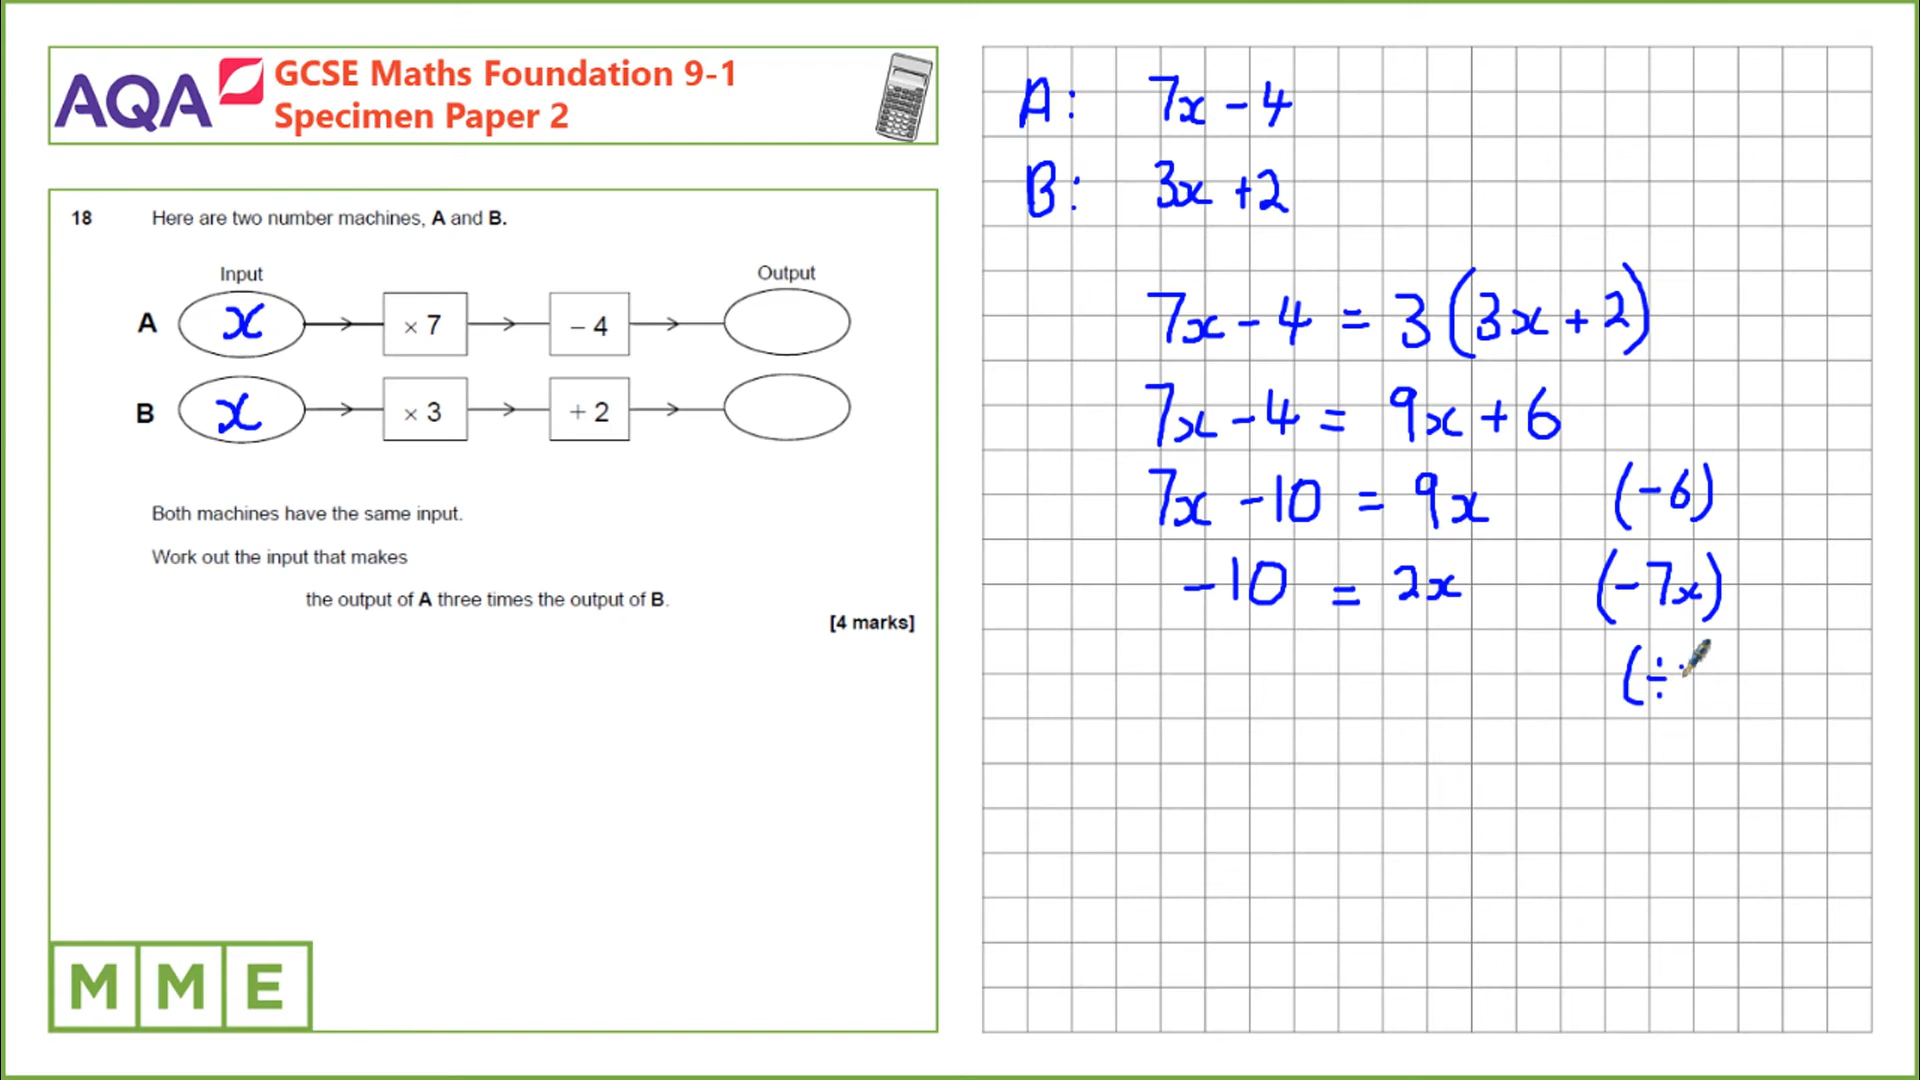 AQA GCSE Maths Foundation 9-1
Specimen Paper 2
18 Here are two number machines, A and B.
Input Output
A x × 7 − 4
B x × 3 + 2
Both machines have the same input.
Work out the input that makes
the output of A three times the output of B.
[4 marks]
MME
A: 7x − 4
B: 3x + 2
7x − 4 = 3(3x + 2)
7x − 4 = 9x + 6
7x − 10 = 9x (−6)
−10 = 2x (−7x)
(÷